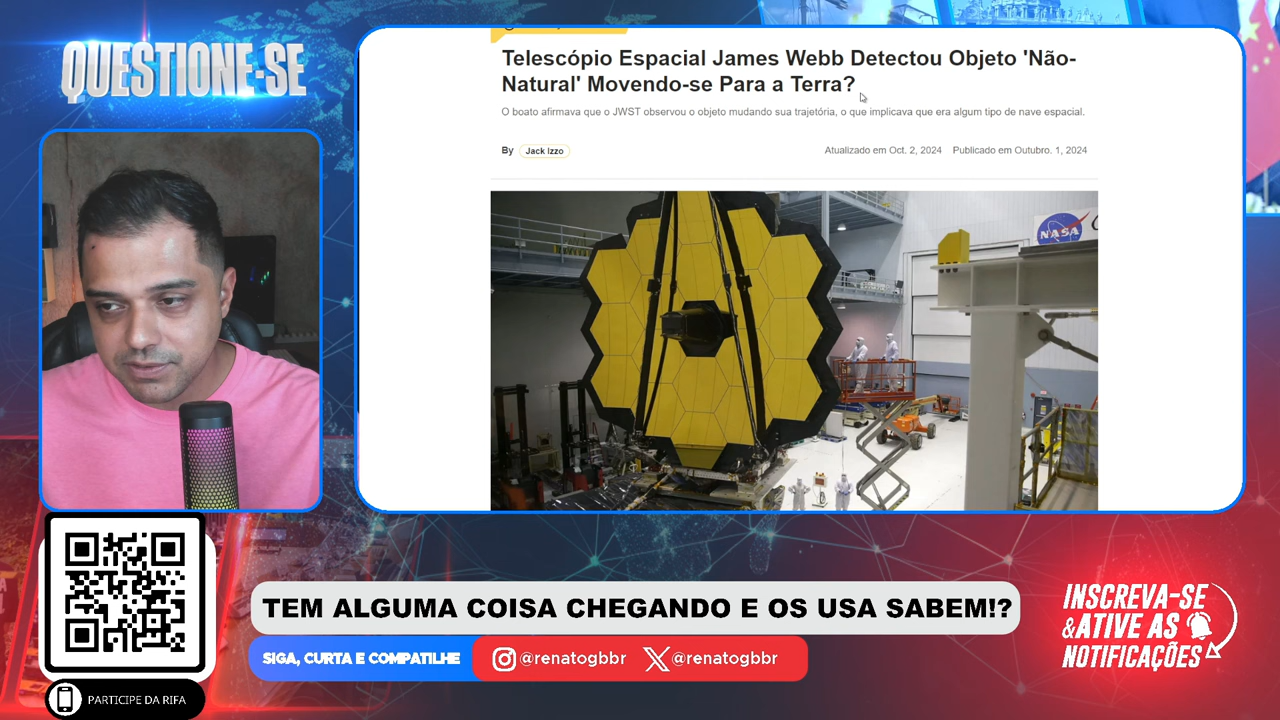 QUESTIONE-SE
Telescópio Espacial James Webb Detectou Objeto 'Não-
Natural' Movendo-se Para a Terra?
O boato afirmava que o JWST observou o objeto mudando sua trajetória, o que implicava que era algum tipo de nave espacial.
By Jack Izzo
Atualizado em Oct. 2, 2024 Publicado em Outubro. 1, 2024
NASA
TEM ALGUMA COISA CHEGANDO E OS USA SABEM!?
SIGA, CURTA E COMPATILHE
@renatogbbr
@renatogbbr
INSCREVA-SE
&ATIVE AS
NOTIFICAÇÕES
PARTICIPE DA RIFA